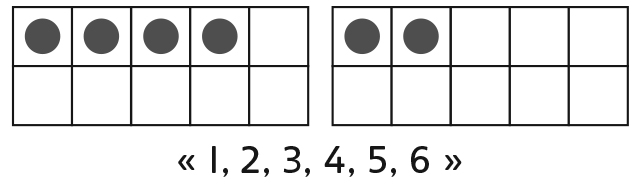 « 1, 2, 3, 4, 5, 6 »